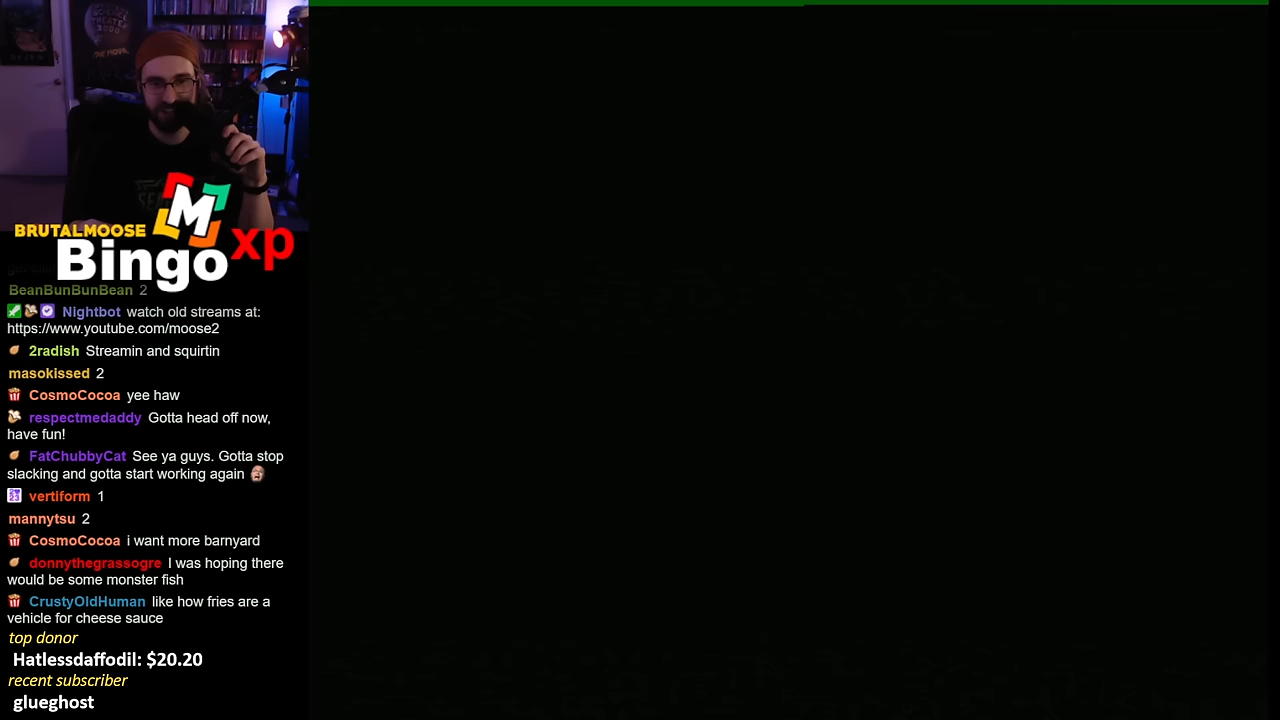 BRUTALMOOSE
M
Bingo xp
BeanBunBunBean 2
Nightbot watch old streams at:
https://www.youtube.com/moose2
2radish Streamin and squirtin
masokissed 2
CosmoCocoa yee haw
respectmedaddy Gotta head off now,
have fun!
FatChubbyCat See ya guys. Gotta stop
slacking and gotta start working again
vertiform 1
mannytsu 2
CosmoCocoa i want more barnyard
donnythegrassogre I was hoping there
would be some monster fish
CrustyOldHuman like how fries are a
vehicle for cheese sauce
top donor
Hatlessdaffodil: $20.20
recent subscriber
glueghost